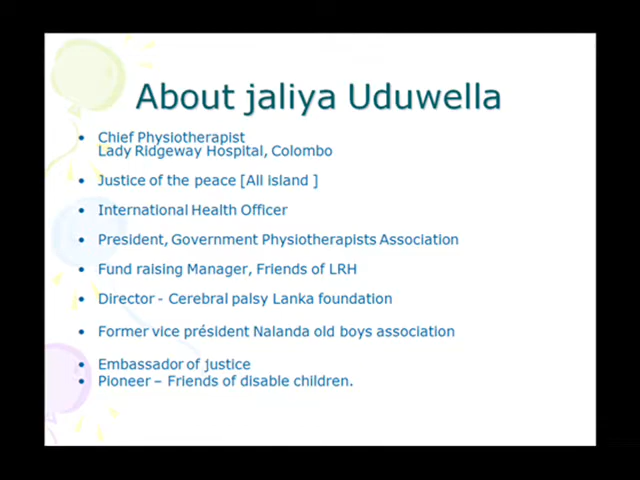 About jaliya Uduwella
• Chief Physiotherapist
Lady Ridgeway Hospital, Colombo
• Justice of the peace [All island ]
• International Health Officer
• President, Government Physiotherapists Association
• Fund raising Manager, Friends of LRH
• Director - Cerebral palsy Lanka foundation
• Former vice président Nalanda old boys association
• Embassador of justice
• Pioneer – Friends of disable children.